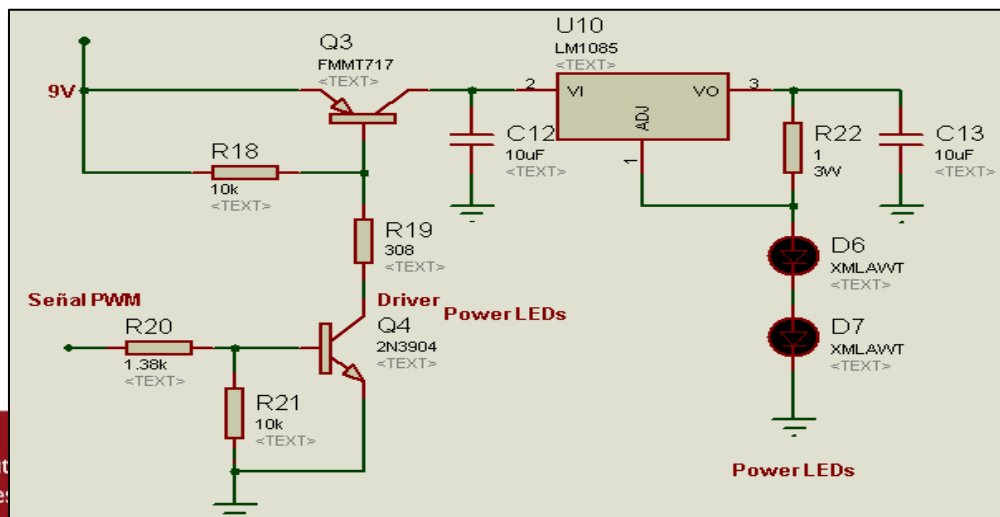 U10
LM1085
<TEXT>
Q3
FMMT717
<TEXT>
9V
2
VI
VO
3
ADJ
1
C12
10uF
<TEXT>
R22
1
3W
<TEXT>
C13
10uF
<TEXT>
R18
10k
<TEXT>
R19
308
<TEXT>
D6
XMLAWT
<TEXT>
Señal PWM
Driver
Power LEDs
R20
1.38k
<TEXT>
Q4
2N3904
<TEXT>
D7
XMLAWT
<TEXT>
R21
10k
<TEXT>
Power LEDs